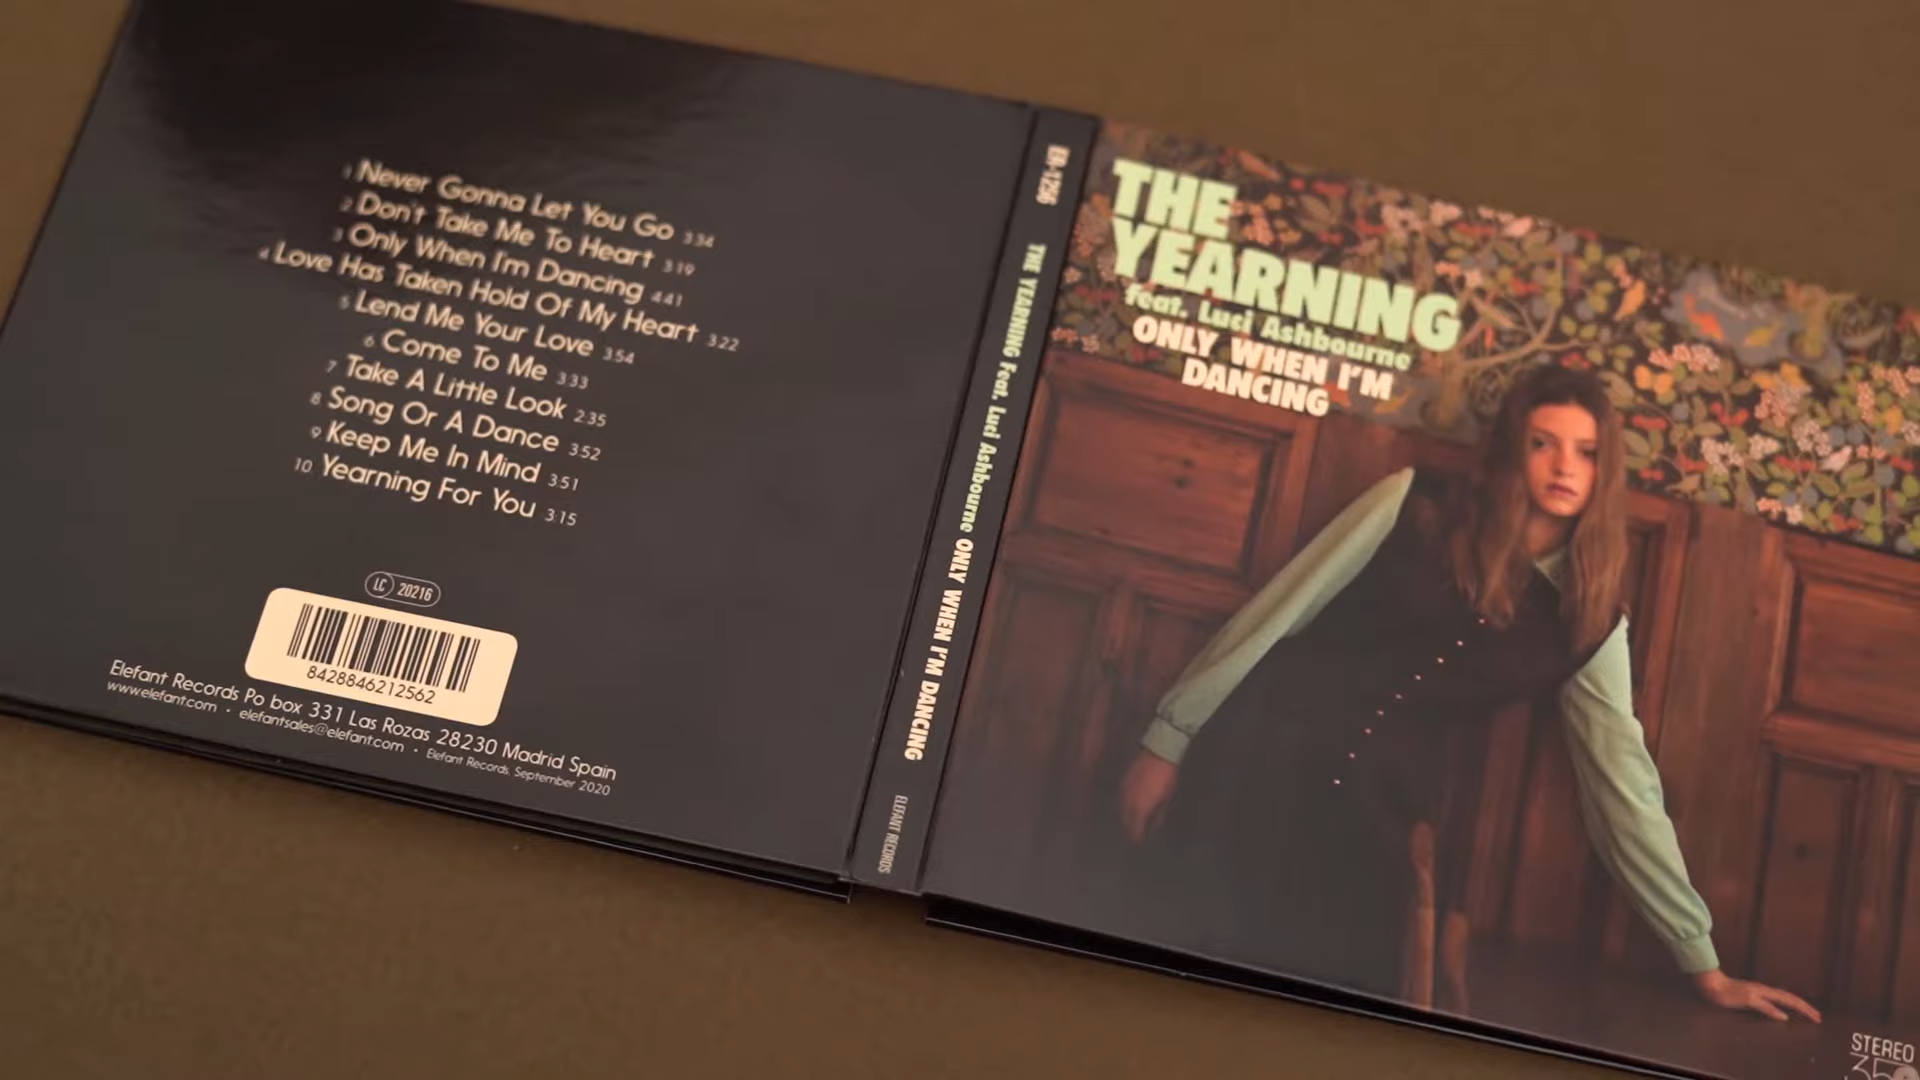 1 Never Gonna Let You Go 3:34
2 Don't Take Me To Heart 3:19
3 Only When I'm Dancing 4:41
4 Love Has Taken Hold Of My Heart 3:22
5 Lend Me Your Love 3:54
6 Come To Me 3:33
7 Take A Little Look 2:35
8 Song Or A Dance 3:52
9 Keep Me In Mind 3:51
10 Yearning For You 3:15
LC 20216
8428846212562
Elefant Records Po box 331 Las Rozas 28230 Madrid Spain
www.elefant.com • elefantsales@elefant.com • Elefant Records, September 2020
ER-1256
THE YEARNING Feat. Luci Ashbourne ONLY WHEN I'M DANCING
ELEFANT RECORDS
THE
YEARNING
feat. Luci Ashbourne
ONLY WHEN I'M
DANCING
STEREO